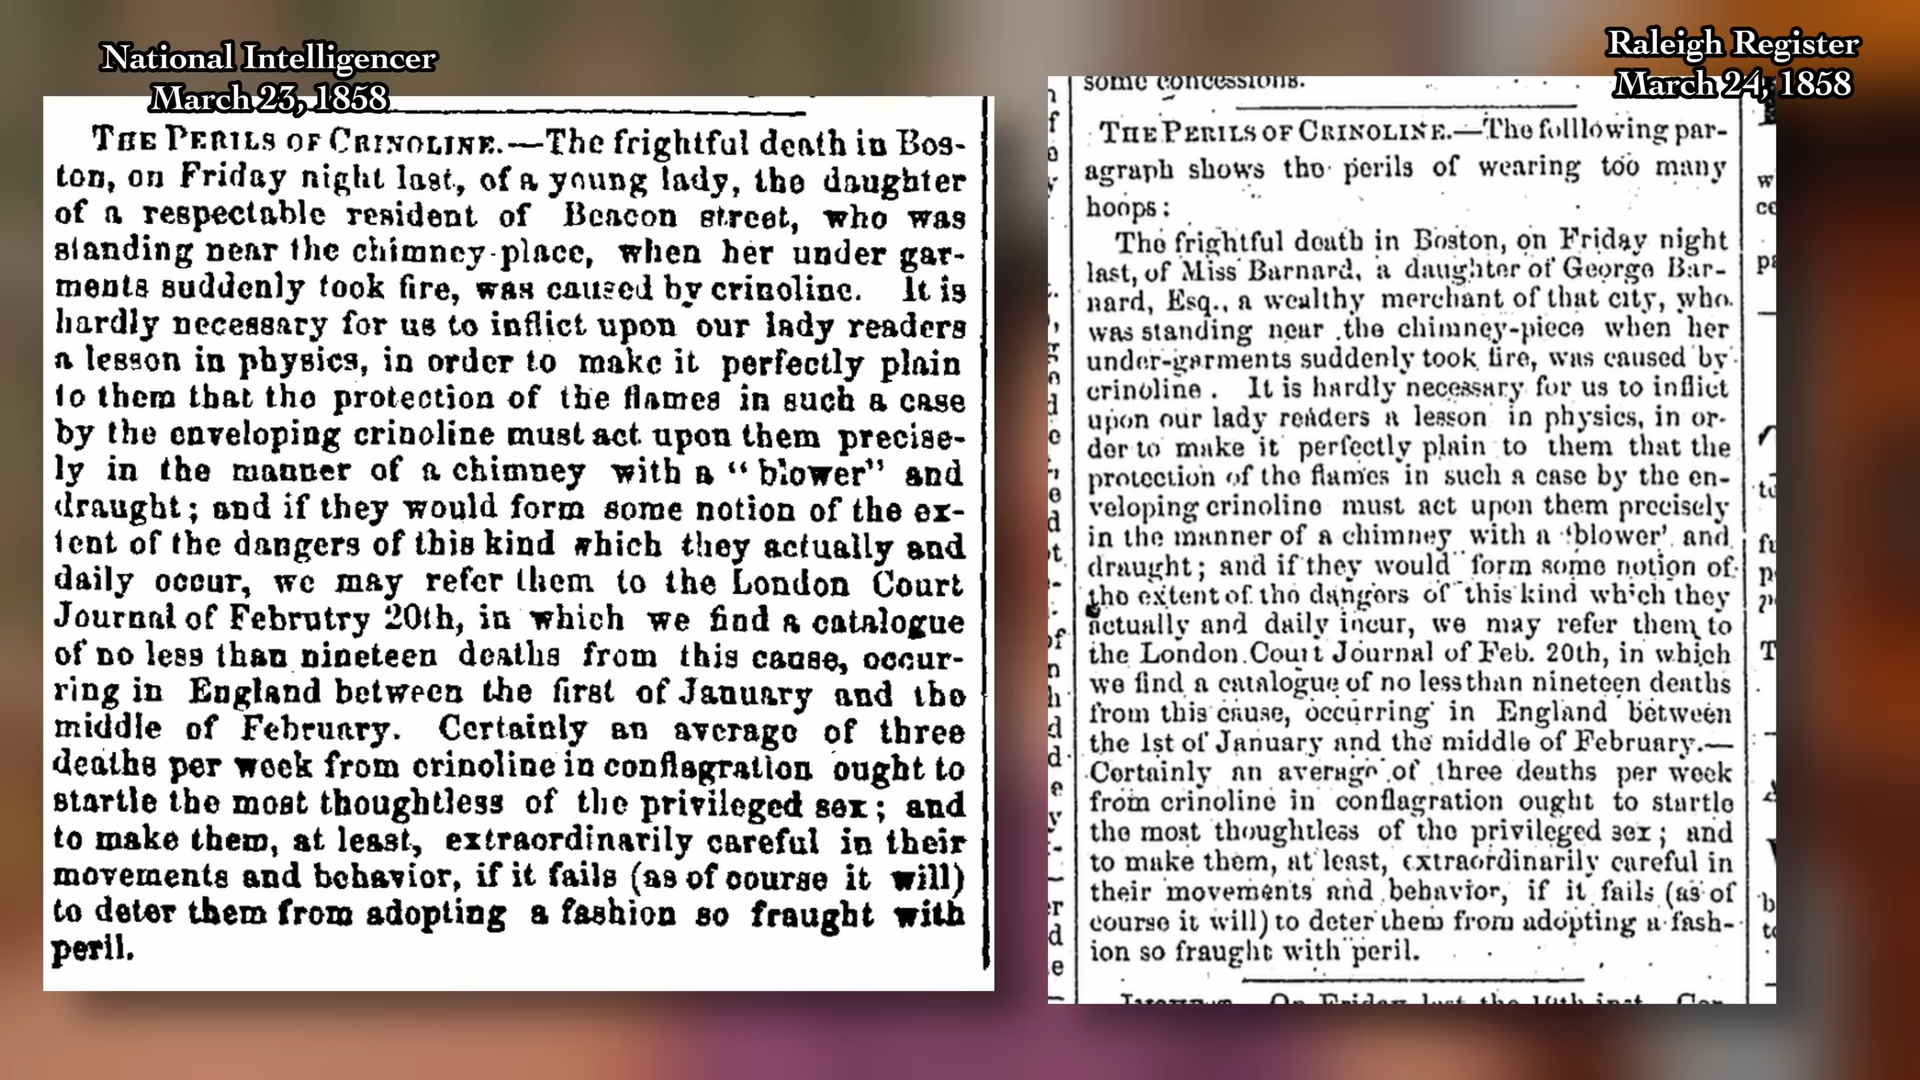 National Intelligencer
March 23, 1858
THE PERILS OF CRINOLINE.—The frightful death in Bos-
ton, on Friday night last, of a young lady, the daughter
of a respectable resident of Beacon street, who was
standing near the chimney-place, when her under gar-
ments suddenly took fire, was caused by crinoline. It is
hardly necessary for us to inflict upon our lady readers
a lesson in physics, in order to make it perfectly plain
to them that the protection of the flames in such a case
by the enveloping crinoline must act upon them precise-
ly in the manner of a chimney with a "blower" and
draught; and if they would form some notion of the ex-
tent of the dangers of this kind which they actually and
daily occur, we may refer them to the London Court
Journal of Februtry 20th, in which we find a catalogue
of no less than nineteen deaths from this cause, occur-
ring in England between the first of January and the
middle of February. Certainly an average of three
deaths per week from crinoline in conflagration ought to
startle the most thoughtless of the privileged sex; and
to make them, at least, extraordinarily careful in their
movements and behavior, if it fails (as of course it will)
to deter them from adopting a fashion so fraught with
peril.
Raleigh Register
March 24, 1858
some concessions.
THE PERILS OF CRINOLINE.—The folllowing par-
agraph shows the perils of wearing too many
hoops:
The frightful death in Boston, on Friday night
last, of Miss Barnard, a daughter of George Bar-
nard, Esq., a wealthy merchant of that city, who
was standing near the chimney-piece when her
under-garments suddenly took fire, was caused by
crinoline. It is hardly necessary for us to inflict
upon our lady readers a lesson in physics, in or-
der to make it perfectly plain to them that the
protection of the flames in such a case by the en-
veloping crinoline must act upon them precisely
in the manner of a chimney with a 'blower' and
draught; and if they would form some notion of
the extent of the dangers of this kind which they
actually and daily incur, we may refer them to
the London Court Journal of Feb. 20th, in which
we find a catalogue of no less than nineteen deaths
from this cause, occurring in England between
the 1st of January and the middle of February.—
Certainly an average of three deaths per week
from crinoline in conflagration ought to startle
the most thoughtless of the privileged sex; and
to make them, at least, extraordinarily careful in
their movements and behavior, if it fails (as of
course it will) to deter them from adopting a fash-
ion so fraught with peril.
On Friday last the 19th inst.